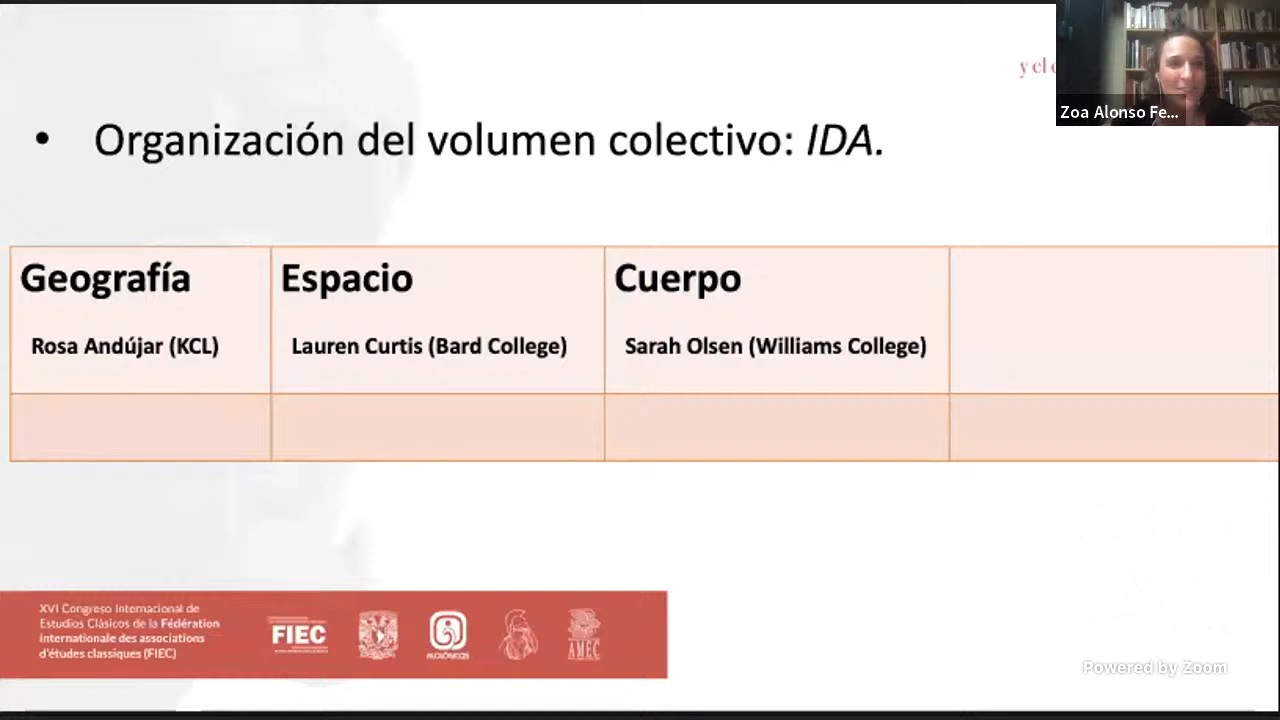 y el
Zoa Alonso Fe...
• Organización del volumen colectivo: IDA.
Geografía
Rosa Andújar (KCL)
Espacio
Lauren Curtis (Bard College)
Cuerpo
Sarah Olsen (Williams College)
XVI Congreso Internacional de
Estudios Clásicos de la Fédération
internationale des associations
d'études classiques (FIEC)
FIEC
AMEC
Powered by Zoom